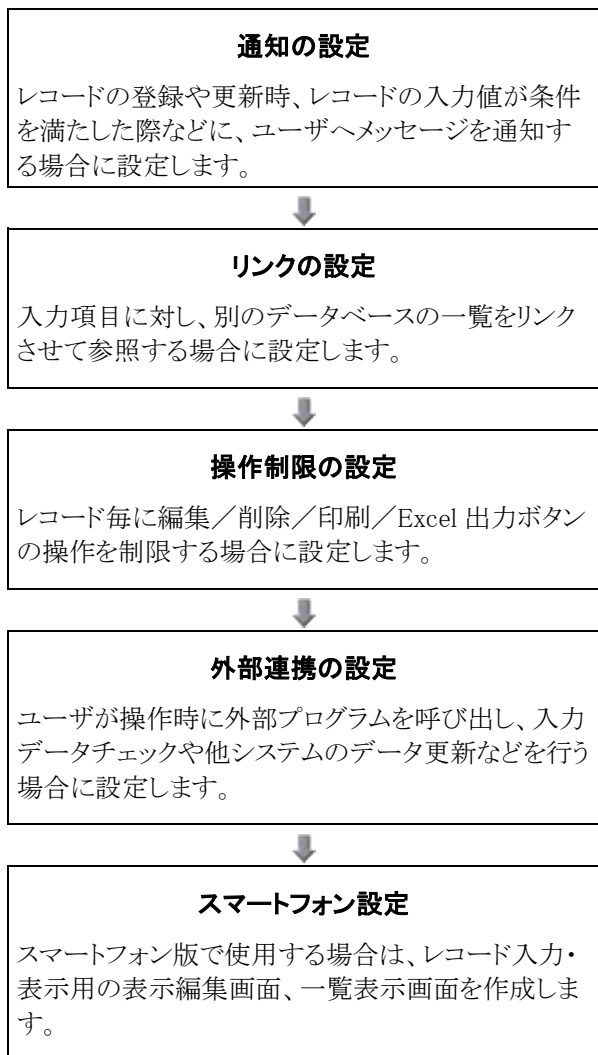 通知の設定
レコードの登録や更新時、レコードの入力値が条件
を満たした際などに、ユーザへメッセージを通知す
る場合に設定します。
リンクの設定
入力項目に対し、別のデータベースの一覧をリンク
させて参照する場合に設定します。
操作制限の設定
レコード毎に編集／削除／印刷／Excel 出力ボタン
の操作を制限する場合に設定します。
外部連携の設定
ユーザが操作時に外部プログラムを呼び出し、入力
データチェックや他システムのデータ更新などを行う
場合に設定します。
スマートフォン設定
スマートフォン版で使用する場合は、レコード入力・
表示用の表示編集画面、一覧表示画面を作成しま
す。